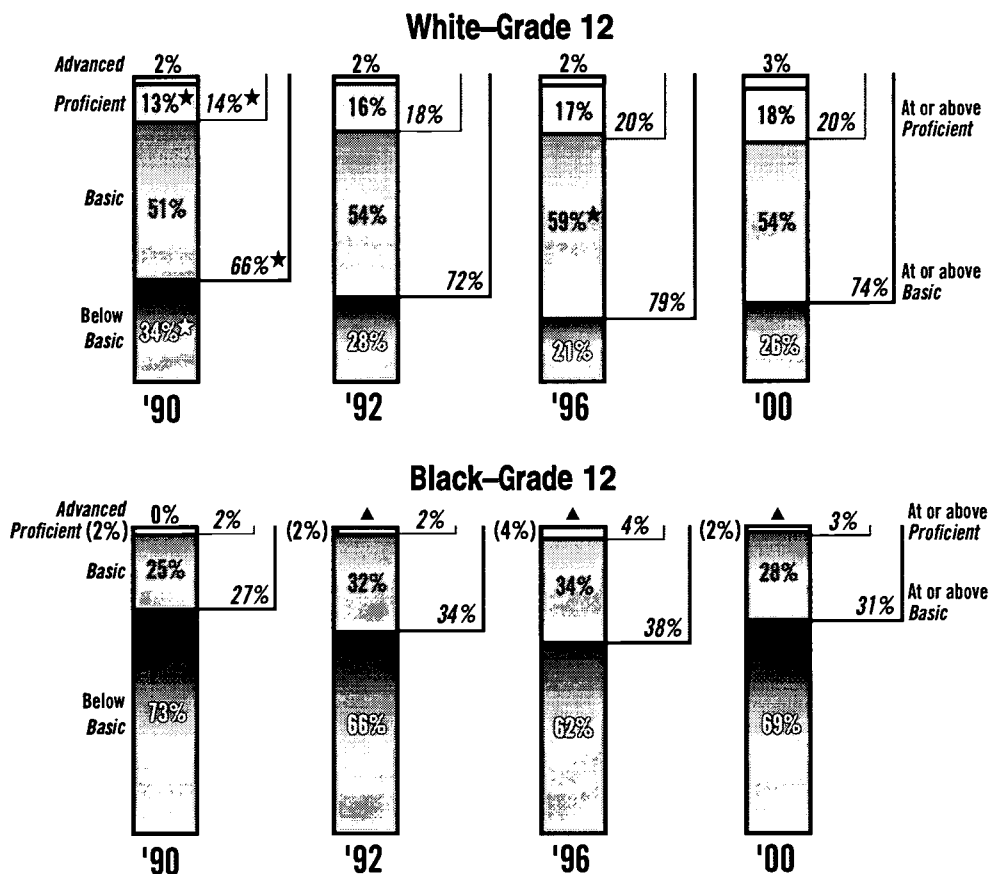 White–Grade 12
Advanced 2% 2% 2% 3%
Proficient 13%★ 14%★ 16% 18% 17% 20% 18% 20% At or above
Proficient
Basic 51% 54% 59%★ 54%
66%★ 72% 79% 74% At or above
Basic
Below
Basic 34%★ 28% 21% 26%
'90 '92 '96 '00
Black–Grade 12
Advanced 0% ▲ ▲ ▲ At or above
Proficient (2%) 2% (2%) 2% (4%) 4% (2%) 3% Proficient
Basic 25% 32% 34% 28%
27% 34% 38% 31% At or above
Basic
Below
Basic 73% 66% 62% 69%
'90 '92 '96 '00